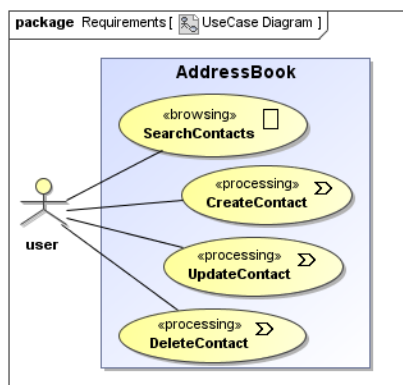 package Requirements [ UseCase Diagram ]
AddressBook
«browsing»
SearchContacts
«processing»
CreateContact
user
«processing»
UpdateContact
«processing»
DeleteContact